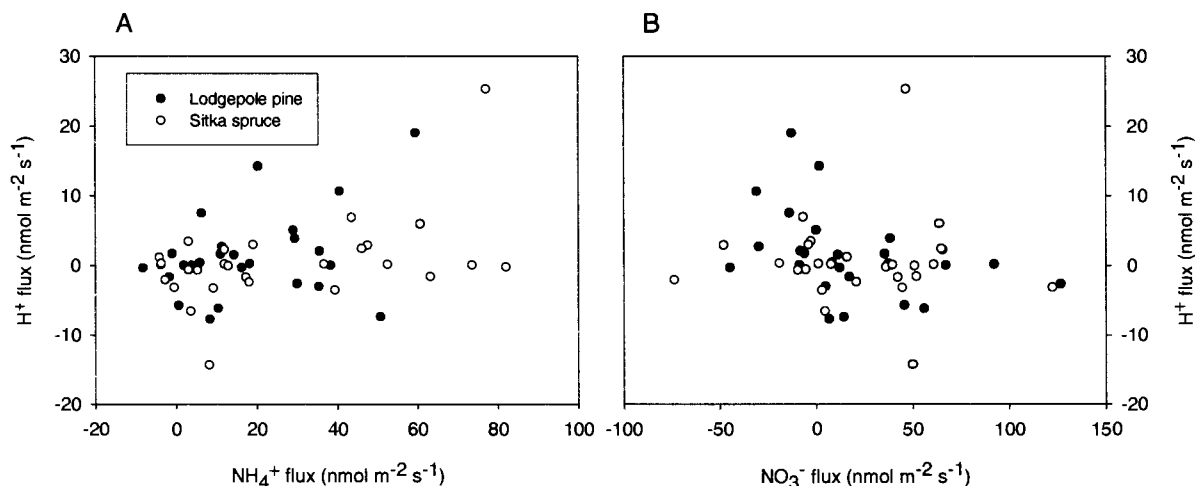 A
B
30
20
10
0
-10
-20
H⁺ flux (nmol m⁻² s⁻¹)
Lodgepole pine
Sitka spruce
-20 0 20 40 60 80 100
NH₄⁺ flux (nmol m⁻² s⁻¹)
-100 -50 0 50 100 150
NO₃⁻ flux (nmol m⁻² s⁻¹)
30
20
10
0
-10
-20
H⁺ flux (nmol m⁻² s⁻¹)